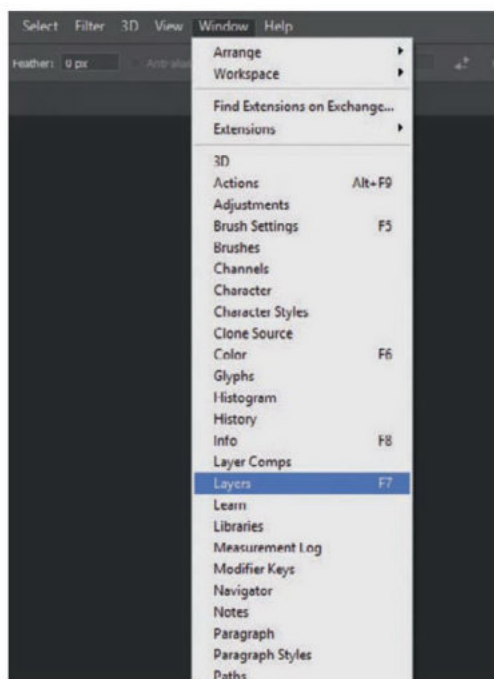 Select Filter 3D View Window Help
Feather: 0 px
Arrange
Workspace
Find Extensions on Exchange...
Extensions
3D
Actions Alt+F9
Adjustments
Brush Settings F5
Brushes
Channels
Character
Character Styles
Clone Source
Color F6
Glyphs
Histogram
History
Info F8
Layer Comps
Layers F7
Learn
Libraries
Measurement Log
Modifier Keys
Navigator
Notes
Paragraph
Paragraph Styles
Paths